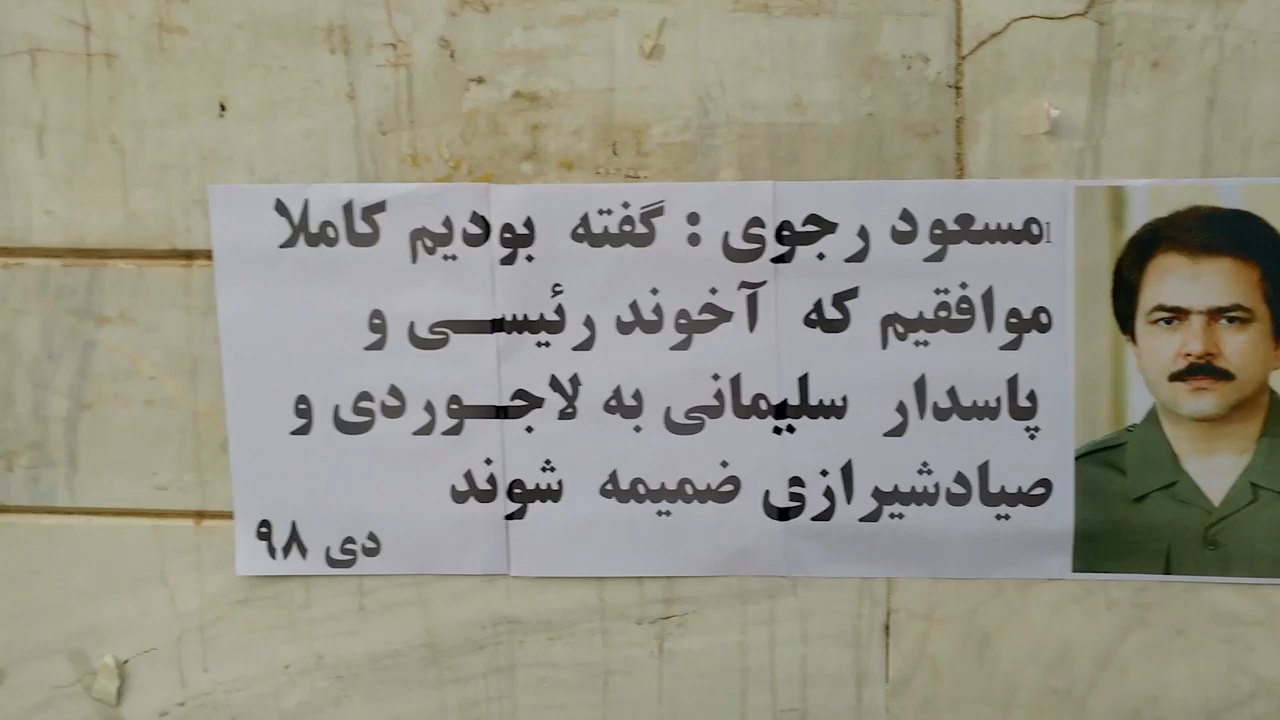 مسعود رجوی : گفته بودیم کاملا
موافقیم که آخوند رئیسی و
پاسدار سلیمانی به لاجوردی و
صیادشیرازی ضمیمه شوند
دی ۹۸